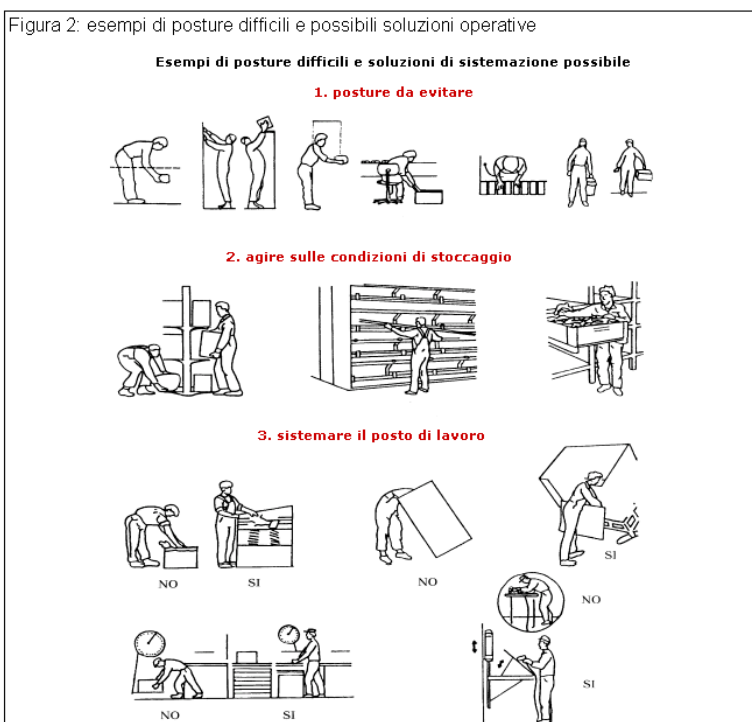 Figura 2: esempi di posture difficili e possibili soluzioni operative
Esempi di posture difficili e soluzioni di sistemazione possibile
1. posture da evitare
2. agire sulle condizioni di stoccaggio
3. sistemare il posto di lavoro
NO
SI
NO
SI
NO
SI
NO
SI